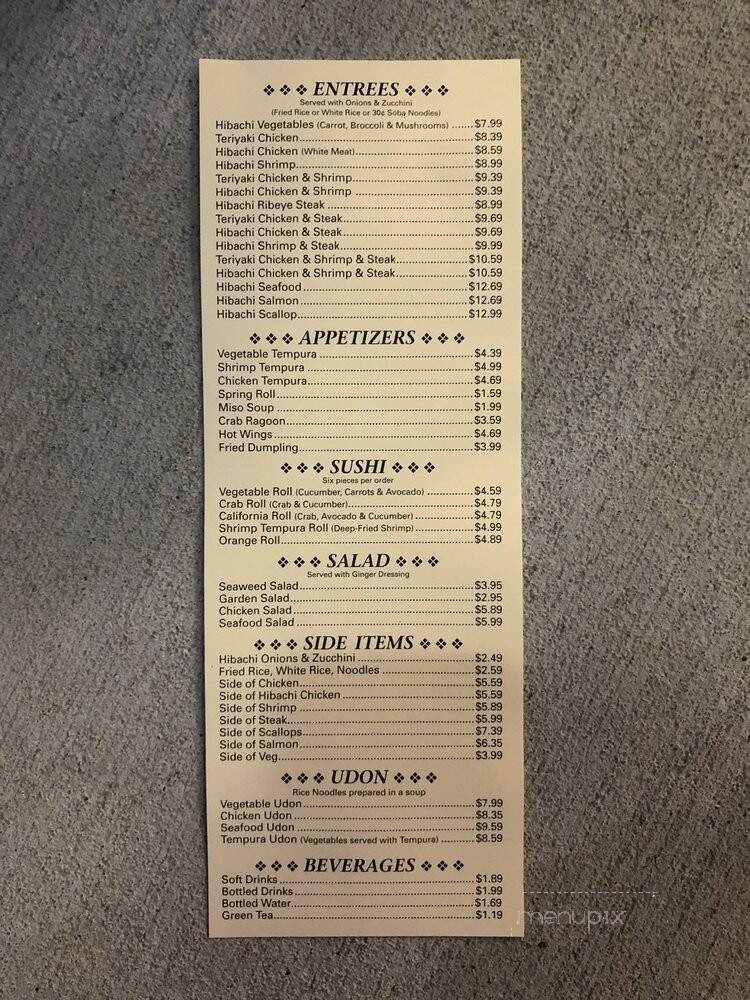 ❖ ❖ ❖ ENTREES ❖ ❖ ❖
Served with Onions & Zucchini
(Fried Rice or White Rice or 30¢ Soba Noodles)
Hibachi Vegetables (Carrot, Broccoli & Mushrooms) .......$7.99
Teriyaki Chicken..........$8.39
Hibachi Chicken (White Meat)..........$8.59
Hibachi Shrimp..........$8.99
Teriyaki Chicken & Shrimp..........$9.39
Hibachi Chicken & Shrimp ..........$9.39
Hibachi Ribeye Steak ..........$8.99
Teriyaki Chicken & Steak..........$9.69
Hibachi Chicken & Steak..........$9.69
Hibachi Shrimp & Steak..........$9.99
Teriyaki Chicken & Shrimp & Steak..........$10.59
Hibachi Chicken & Shrimp & Steak..........$10.59
Hibachi Seafood ..........$12.69
Hibachi Salmon ..........$12.69
Hibachi Scallop..........$12.99
❖ ❖ ❖ APPETIZERS ❖ ❖ ❖
Vegetable Tempura ..........$4.39
Shrimp Tempura ..........$4.99
Chicken Tempura..........$4.69
Spring Roll..........$1.59
Miso Soup ..........$1.99
Crab Ragoon..........$3.59
Hot Wings..........$4.69
Fried Dumpling..........$3.99
❖ ❖ ❖ SUSHI ❖ ❖ ❖
Six pieces per order
Vegetable Roll (Cucumber, Carrots & Avocado) ..........$4.59
Crab Roll (Crab & Cucumber)..........$4.79
California Roll (Crab, Avocado & Cucumber) ..........$4.79
Shrimp Tempura Roll (Deep-Fried Shrimp)..........$4.99
Orange Roll..........$4.89
❖ ❖ ❖ SALAD ❖ ❖ ❖
Served with Ginger Dressing
Seaweed Salad..........$3.95
Garden Salad..........$2.95
Chicken Salad..........$5.89
Seafood Salad ..........$5.99
❖ ❖ ❖ SIDE ITEMS ❖ ❖ ❖
Hibachi Onions & Zucchini ..........$2.49
Fried Rice, White Rice, Noodles ..........$2.59
Side of Chicken..........$5.59
Side of Hibachi Chicken ..........$5.59
Side of Shrimp ..........$5.89
Side of Steak..........$5.99
Side of Scallops..........$7.39
Side of Salmon..........$6.35
Side of Veg..........$3.99
❖ ❖ ❖ UDON ❖ ❖ ❖
Rice Noodles prepared in a soup
Vegetable Udon..........$7.99
Chicken Udon ..........$8.35
Seafood Udon ..........$9.59
Tempura Udon (Vegetables served with Tempura) ..........$8.59
❖ ❖ ❖ BEVERAGES ❖ ❖ ❖
Soft Drinks ..........$1.89
Bottled Drinks..........$1.99
Bottled Water..........$1.69
Green Tea..........$1.19
menupix